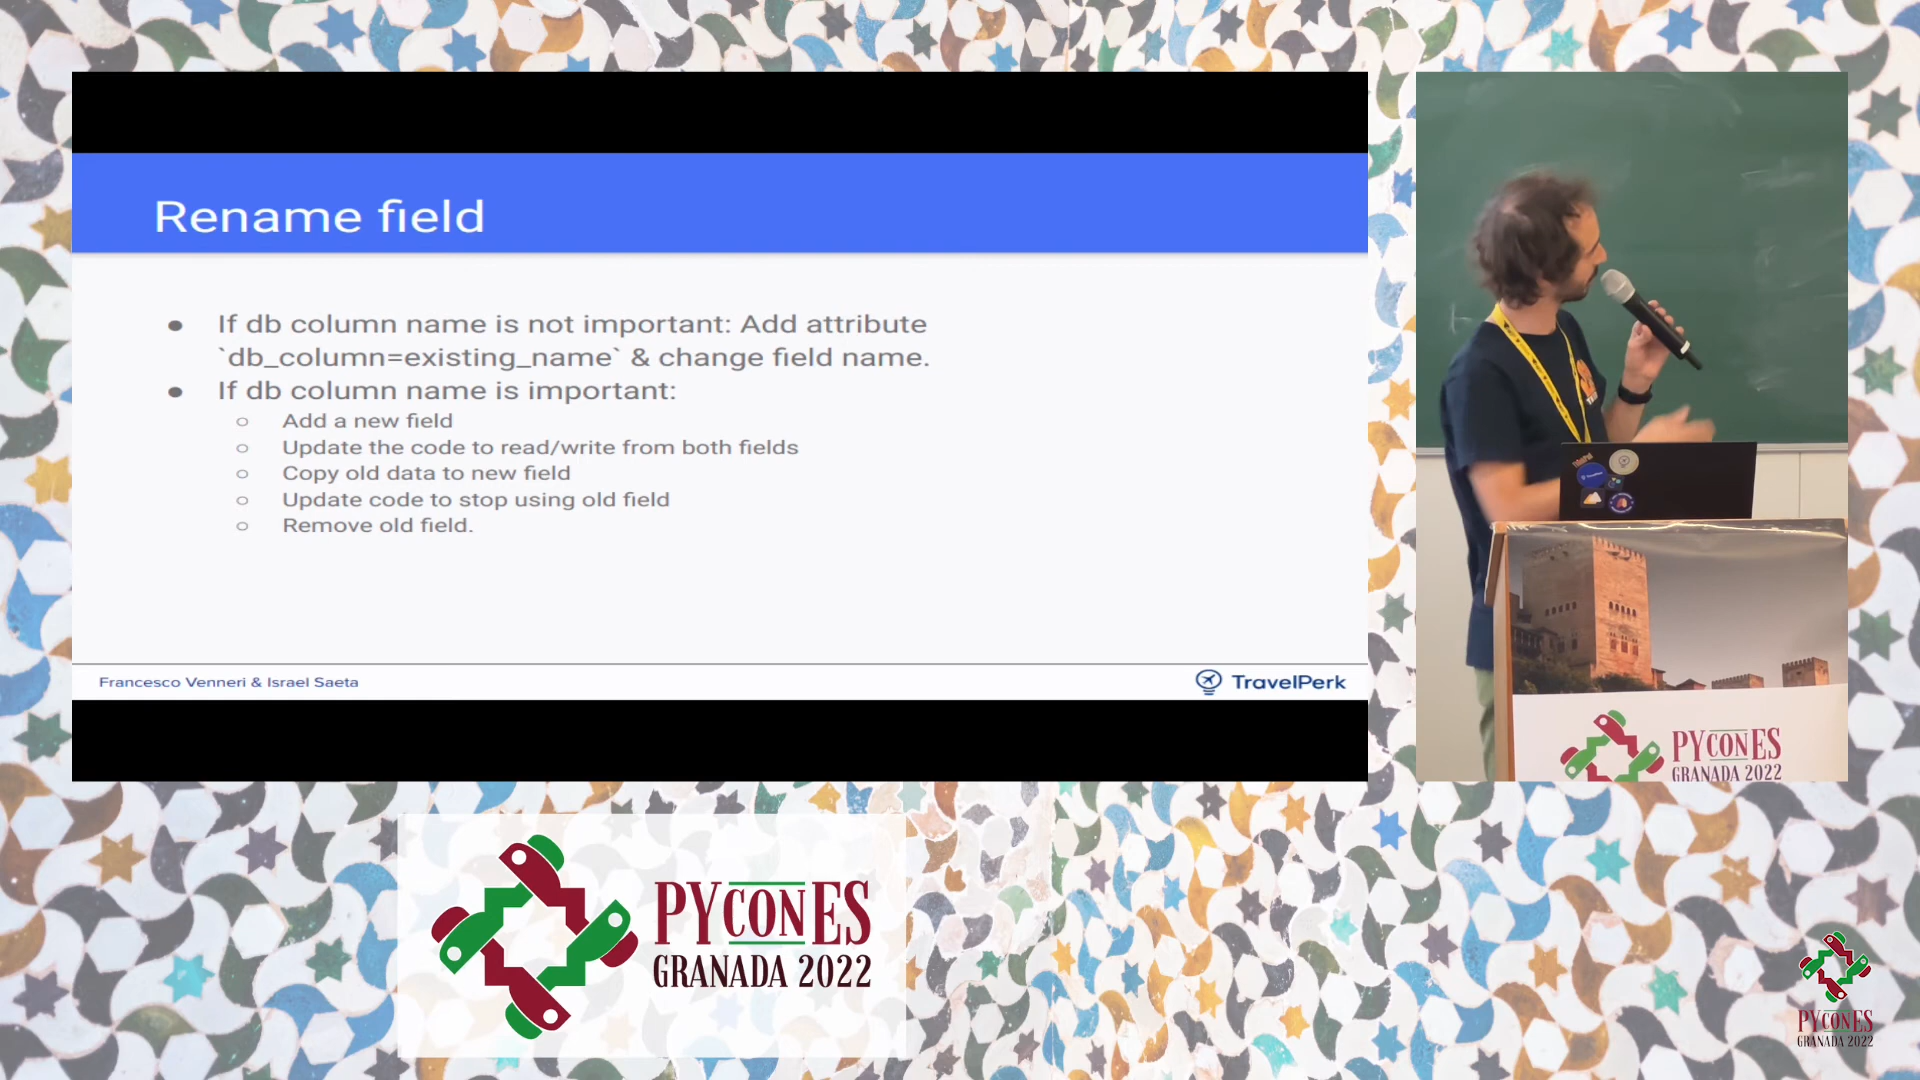 Rename field
● If db column name is not important: Add attribute
`db_column=existing_name` & change field name.
● If db column name is important:
○ Add a new field
○ Update the code to read/write from both fields
○ Copy old data to new field
○ Update code to stop using old field
○ Remove old field.
Francesco Venneri & Israel Saeta
TravelPerk
PYCONES
GRANADA 2022
PYCONES
GRANADA 2022
PYCONES
GRANADA 2022